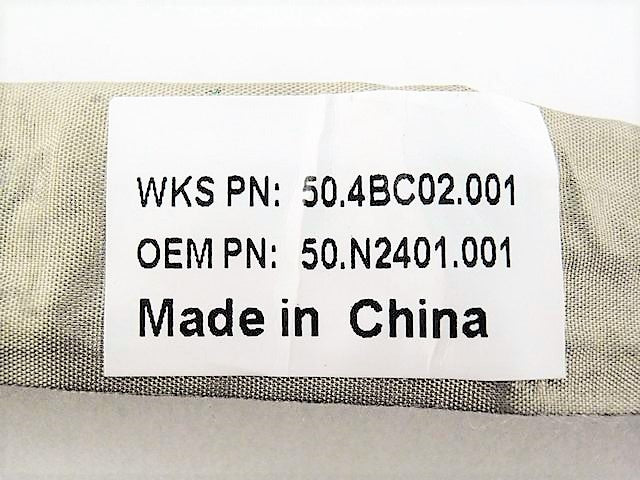 WKS PN: 50.4BC02.001
OEM PN: 50.N2401.001
Made in China